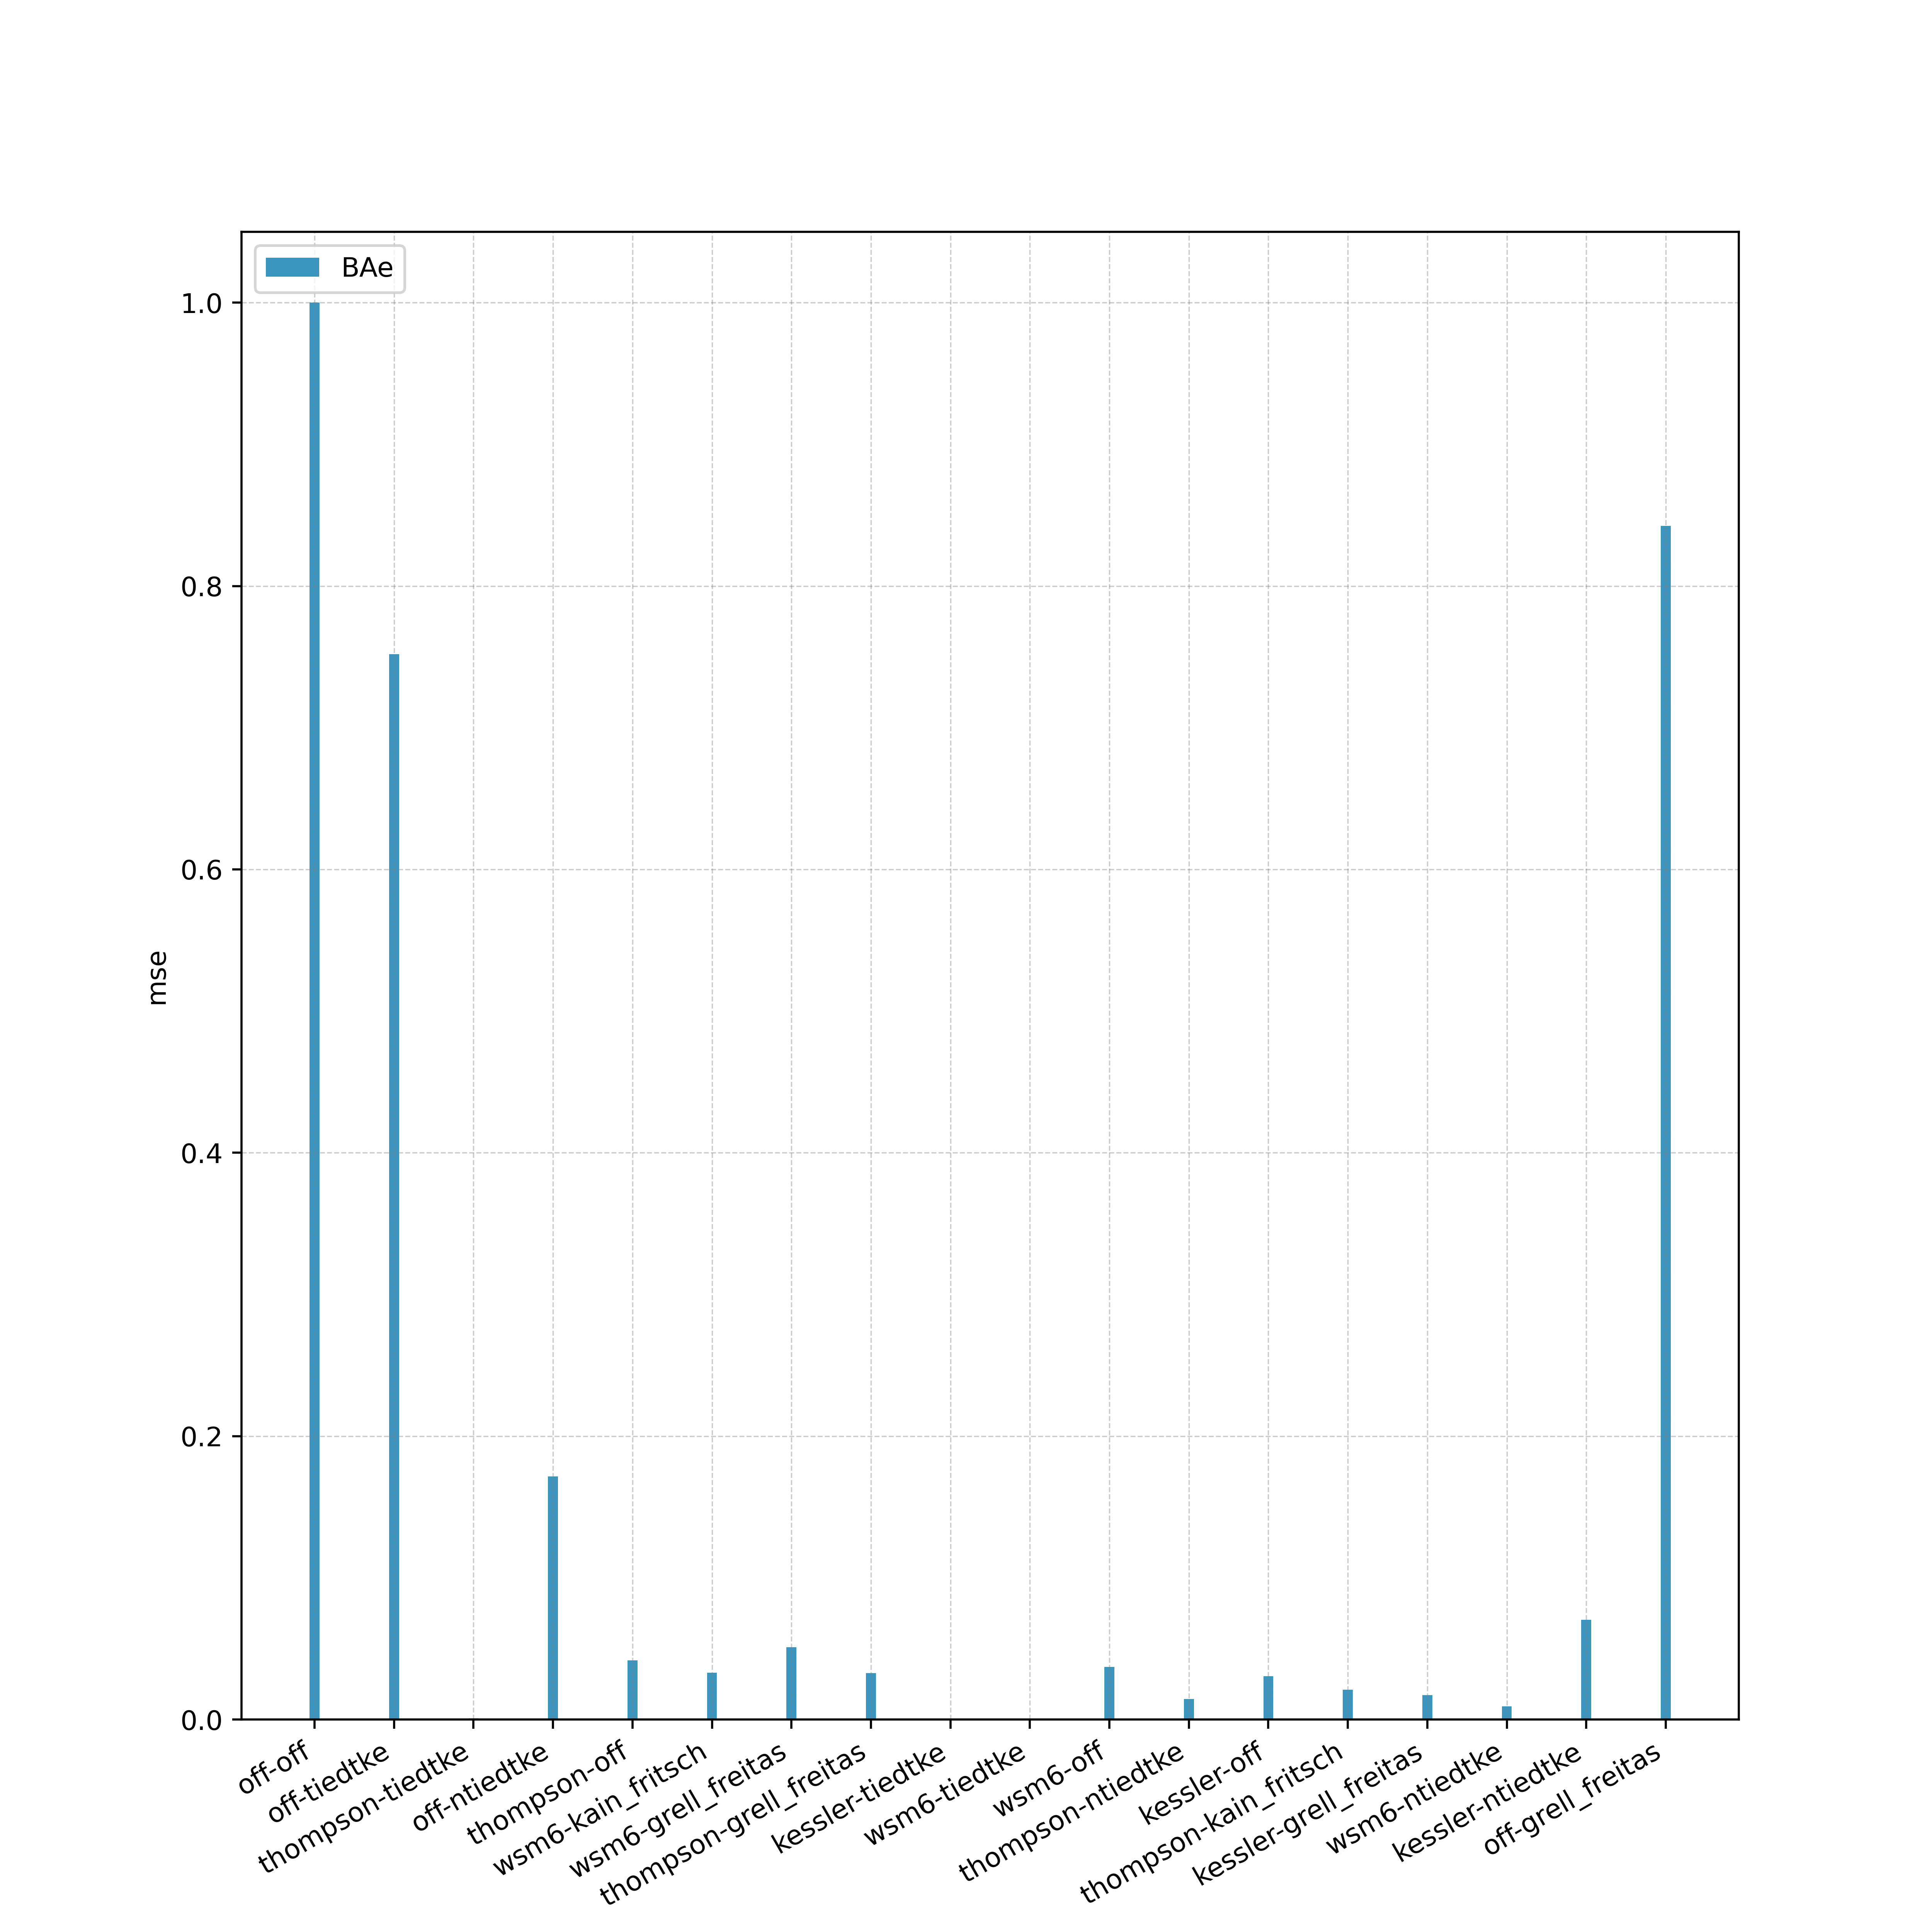 BAe
1.0
0.8
0.6
0.4
0.2
0.0
mse
off-off
off-tiedtke
thompson-tiedtke
off-ntiedtke
thompson-off
wsm6-kain_fritsch
wsm6-grell_freitas
thompson-grell_freitas
kessler-tiedtke
wsm6-tiedtke
wsm6-off
thompson-ntiedtke
kessler-off
thompson-kain_fritsch
kessler-grell_freitas
wsm6-ntiedtke
kessler-ntiedtke
off-grell_freitas